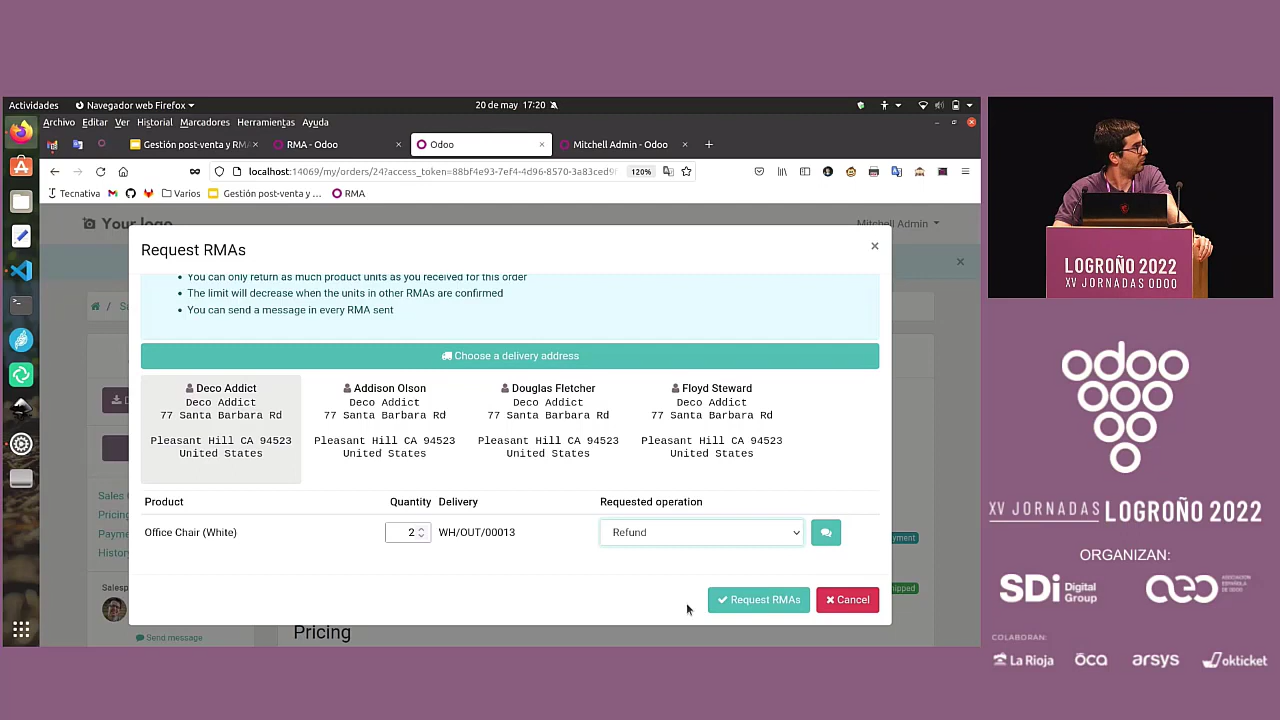 Actividades
Navegador web Firefox
20 de may 17:20
Archivo Editar Ver Historial Marcadores Herramientas Ayuda
Gestión post-venta y RMA
RMA - Odoo
Odoo
Mitchell Admin - Odoo
localhost:14069/my/orders/24?access_token=88bf4e93-7ef4-4d96-8570-3a83ced9f
120%
Tecnativa
Varios
Gestión post-venta y ...
RMA
Your logo
Mitchell Admin
Request RMAs
You can only return as much product units as you received for this order
The limit will decrease when the units in other RMAs are confirmed
You can send a message in every RMA sent
Choose a delivery address
Deco Addict
Deco Addict
77 Santa Barbara Rd
Pleasant Hill CA 94523
United States
Addison Olson
Deco Addict
77 Santa Barbara Rd
Pleasant Hill CA 94523
United States
Douglas Fletcher
Deco Addict
77 Santa Barbara Rd
Pleasant Hill CA 94523
United States
Floyd Steward
Deco Addict
77 Santa Barbara Rd
Pleasant Hill CA 94523
United States
Product Quantity Delivery Requested operation
Office Chair (White) 2 WH/OUT/00013 Refund
Request RMAs
Cancel
Sales
Pricing
History
Send message
Pricing
LOGROÑO 2022
XV JORNADAS ODOO
odoo
XV JORNADAS LOGROÑO 2022
ORGANIZAN:
SDi Digital Group
aeo ASOCIACIÓN ESPAÑOLA DE ODOO
COLABORAN:
La Rioja
oca
arsys
okticket